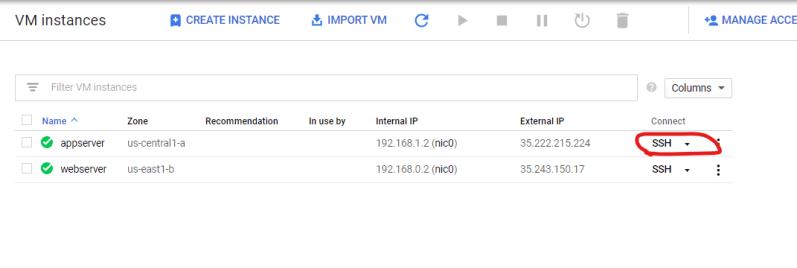 VM instances CREATE INSTANCE IMPORT VM MANAGE ACCE
Filter VM instances Columns
Name Zone Recommendation In use by Internal IP External IP Connect
appserver us-central1-a 192.168.1.2 (nic0) 35.222.215.224 SSH
webserver us-east1-b 192.168.0.2 (nic0) 35.243.150.17 SSH